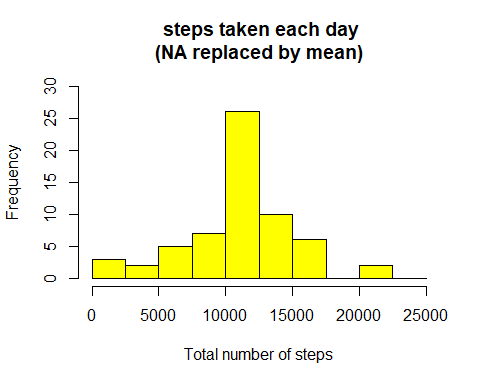 steps taken each day
(NA replaced by mean)
30
25
20
15
10
5
0
Frequency
0 5000 10000 15000 20000 25000
Total number of steps